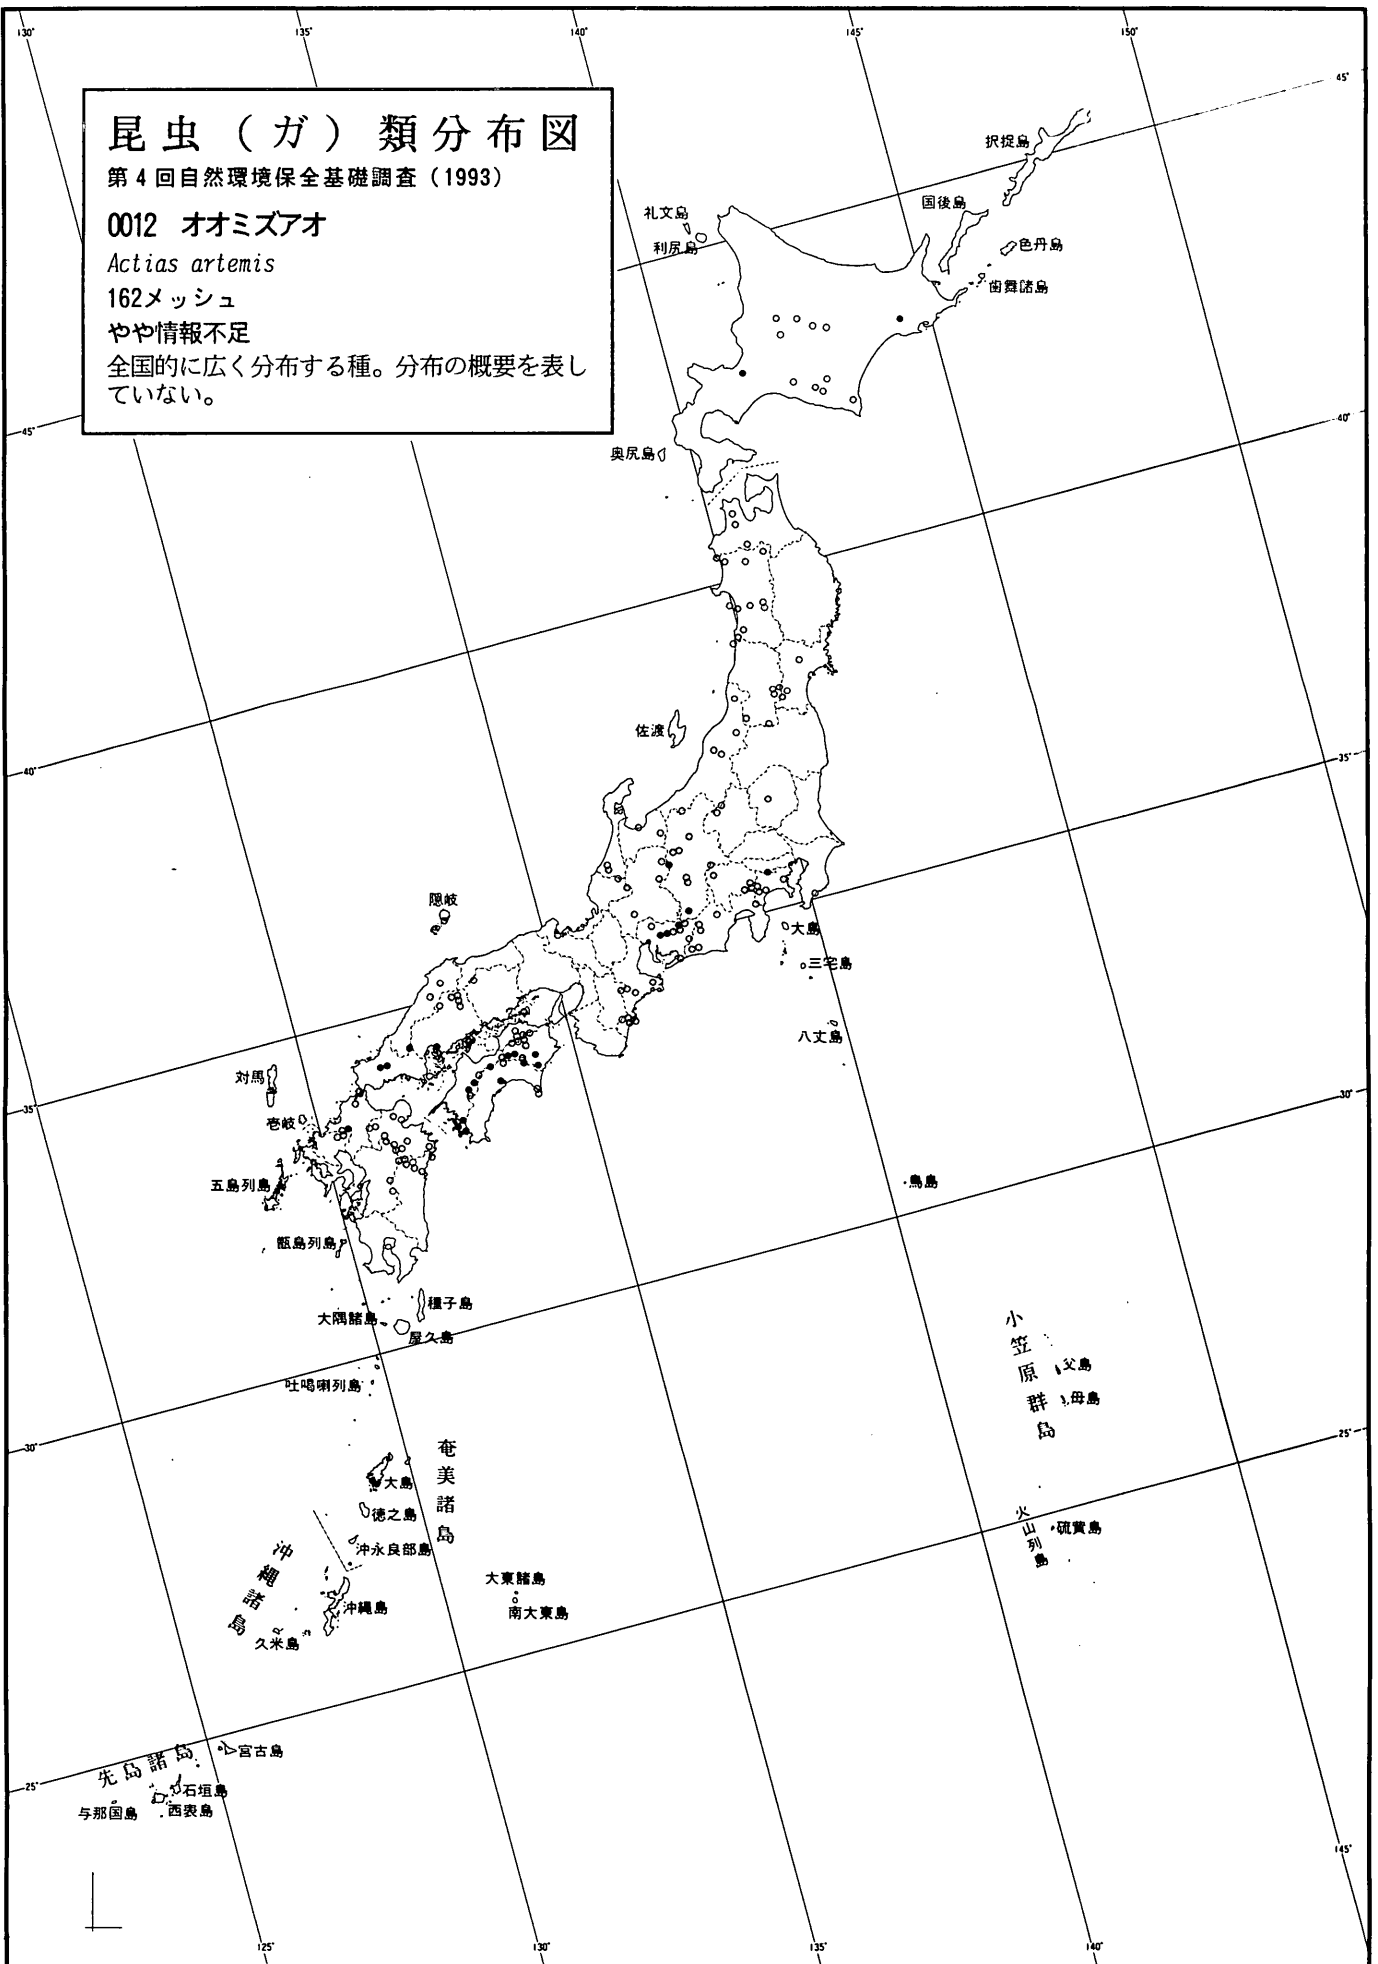 130°
135°
140°
145°
150°
45°
昆虫（ガ）類分布図
第4回自然環境保全基礎調査（1993）
0012 オオミズアオ
Actias artemis
162メッシュ
やや情報不足
全国的に広く分布する種。分布の概要を表し
ていない。
択捉島
国後島
礼文島
利尻島
色丹島
歯舞諸島
40°
45°
奥尻島
佐渡
35°
40°
隠岐
大島
三宅島
八丈島
対馬
30°
35°
壱岐
五島列島
鳥島
甑島列島
種子島
大隅諸島
屋久島
小笠原群島
父島
吐喝喇列島
母島
25°
30°
奄美諸島
大島
徳之島
火山列島
硫黄島
沖永良部島
沖縄諸島
大東諸島
沖縄島
南大東島
久米島
先島諸島
宮古島
25°
石垣島
与那国島
西表島
145°
125°
130°
135°
140°